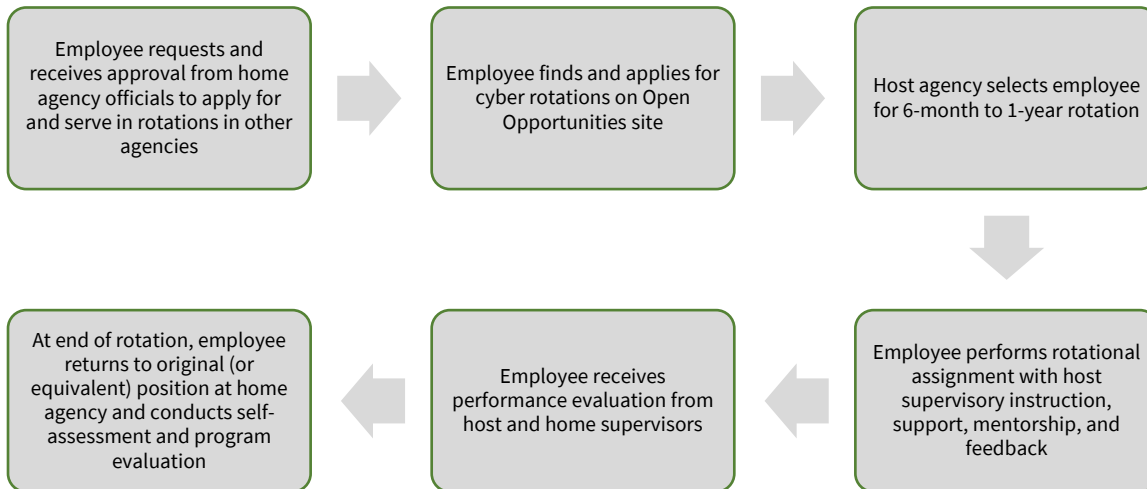 Employee requests and
receives approval from home
agency officials to apply for
and serve in rotations in other
agencies
Employee finds and applies for
cyber rotations on Open
Opportunities site
Host agency selects employee
for 6-month to 1-year rotation
Employee performs rotational
assignment with host
supervisory instruction,
support, mentorship, and
feedback
Employee receives
performance evaluation from
host and home supervisors
At end of rotation, employee
returns to original (or
equivalent) position at home
agency and conducts self-
assessment and program
evaluation